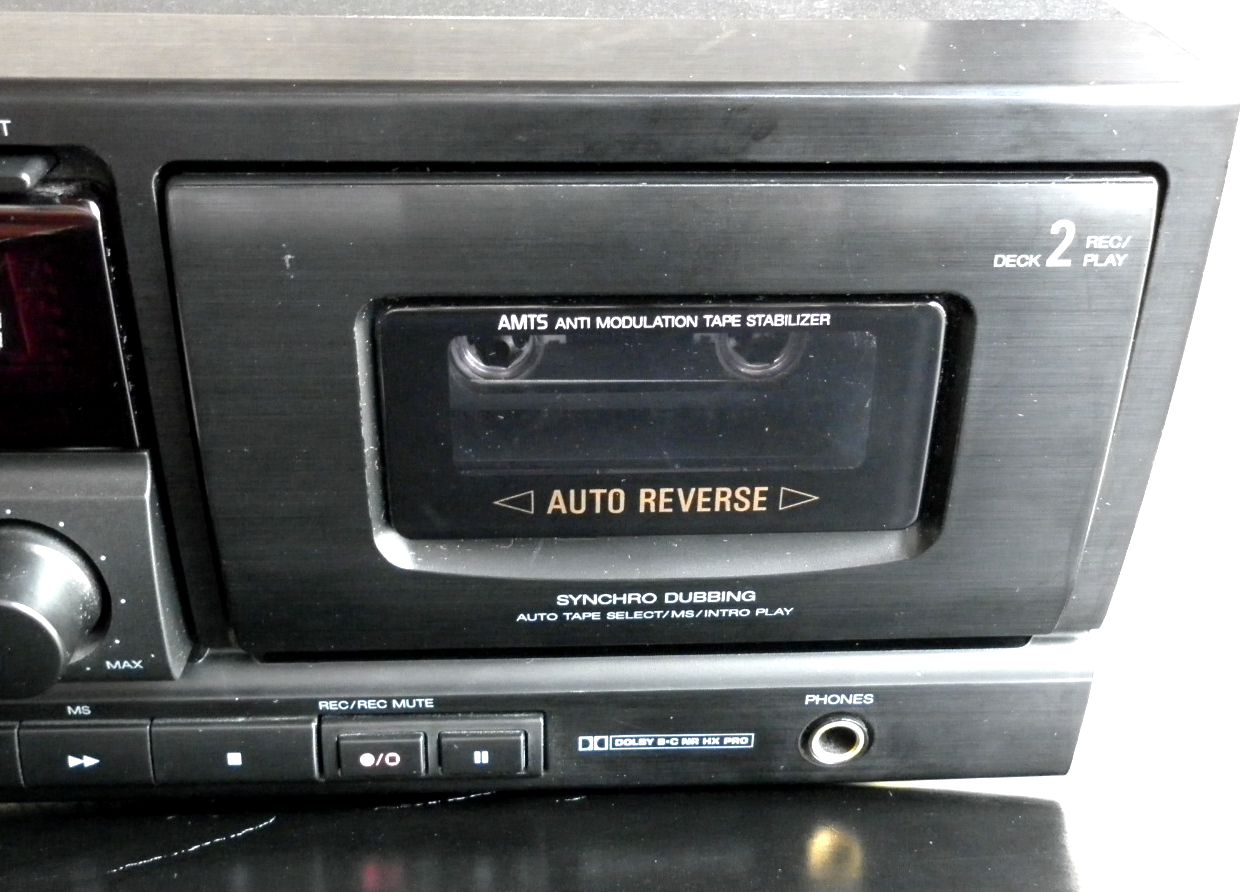 T
DECK 2 REC/
PLAY
AMTS ANTI MODULATION TAPE STABILIZER
AUTO REVERSE
SYNCHRO DUBBING
AUTO TAPE SELECT/MS/INTRO PLAY
MAX
MS
REC/REC MUTE
PHONES
DOLBY B·C NR HX PRO